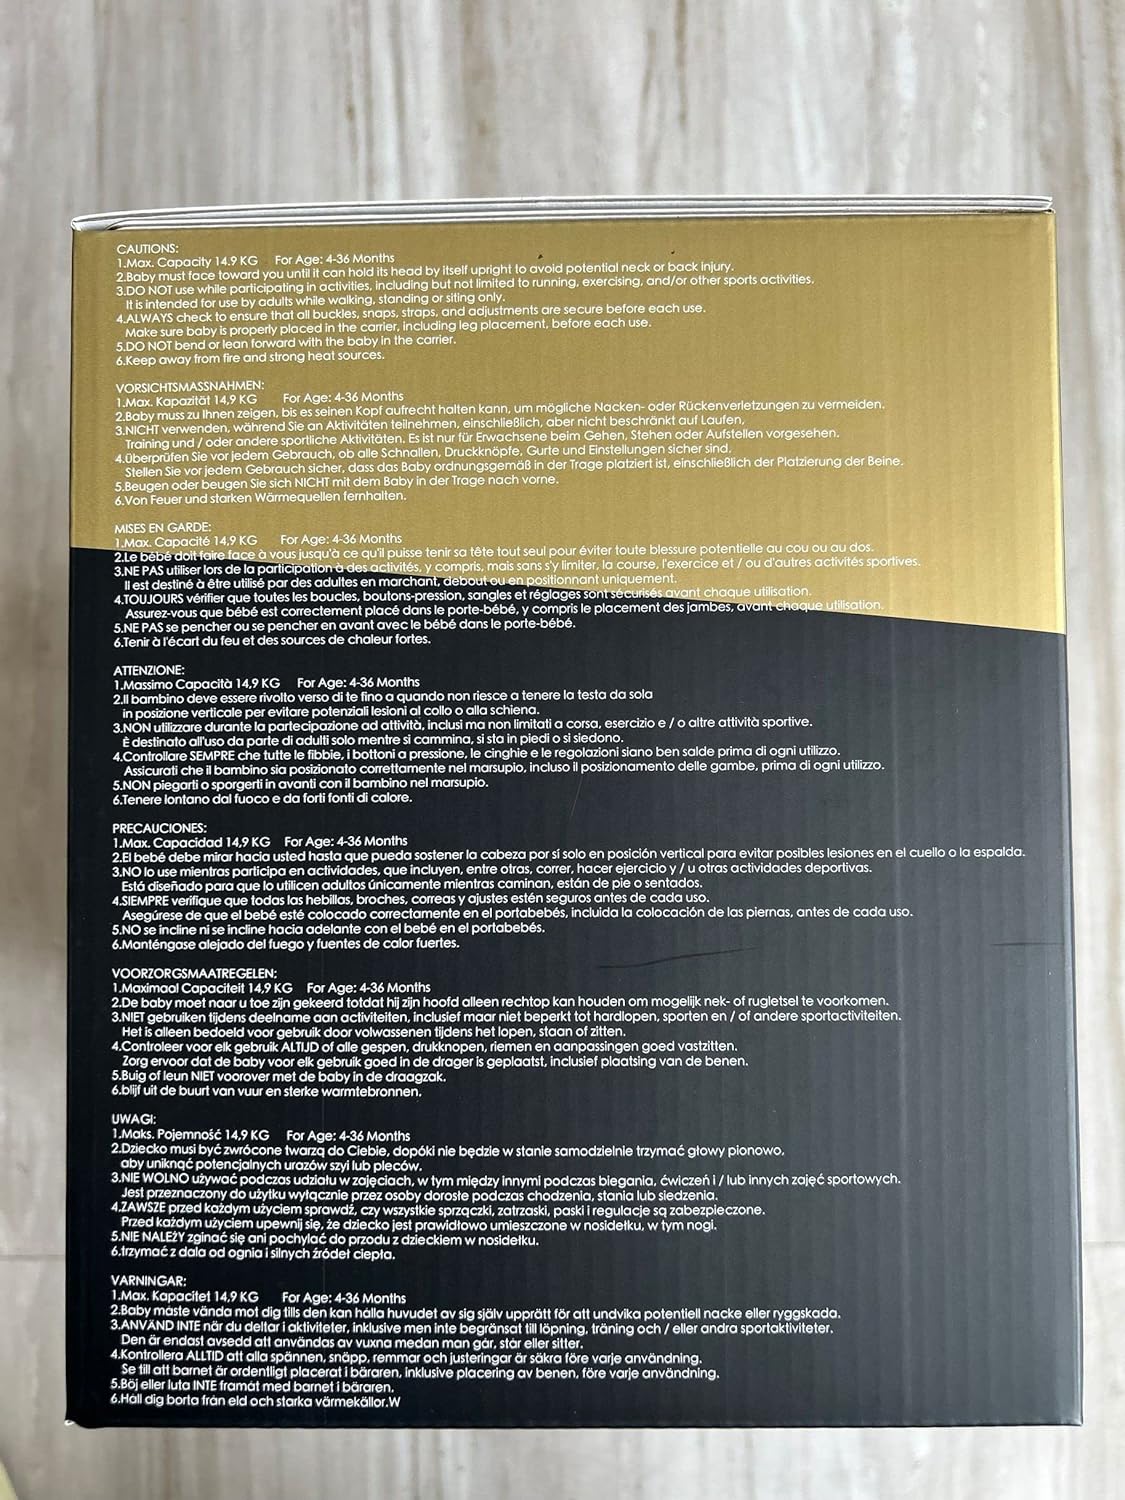 CAUTIONS:
1.Max. Capacity 14.9 KG For Age: 4-36 Months
2.Baby must face toward you until it can hold its head by itself upright to avoid potential neck or back injury.
3.DO NOT use while participating in activities, including but not limited to running, exercising, and/or other sports activities.
It is intended for use by adults while walking, standing or siting only.
4.ALWAYS check to ensure that all buckles, snaps, straps, and adjustments are secure before each use.
Make sure baby is properly placed in the carrier, including leg placement, before each use.
5.DO NOT bend or lean forward with the baby in the carrier.
6.Keep away from fire and strong heat sources.
VORSICHTSMASSNAHMEN:
1.Max. Kapazität 14,9 KG For Age: 4-36 Months
2.Baby muss zu Ihnen zeigen, bis es seinen Kopf aufrecht halten kann, um mögliche Nacken- oder Rückenverletzungen zu vermeiden.
3.NICHT verwenden, während Sie an Aktivitäten teilnehmen, einschließlich, aber nicht beschränkt auf Laufen,
Training und / oder andere sportliche Aktivitäten. Es ist nur für Erwachsene beim Gehen, Stehen oder Aufstellen vorgesehen.
4.Überprüfen Sie vor jedem Gebrauch, ob alle Schnallen, Druckknöpfe, Gurte und Einstellungen sicher sind.
Stellen Sie vor jedem Gebrauch sicher, dass das Baby ordnungsgemäß in der Trage platziert ist, einschließlich der Platzierung der Beine.
5.Beugen oder beugen Sie sich NICHT mit dem Baby in der Trage nach vorne.
6.Von Feuer und starken Wärmequellen fernhalten.
MISES EN GARDE:
1.Max. Capacité 14,9 KG For Age: 4-36 Months
2.Le bébé doit faire face à vous jusqu'à ce qu'il puisse tenir sa tête tout seul pour éviter toute blessure potentielle au cou ou au dos.
3.NE PAS utiliser lors de la participation à des activités, y compris, mais sans s'y limiter, la course, l'exercice et / ou d'autres activités sportives.
Il est destiné à être utilisé par des adultes en marchant, debout ou en positionnant uniquement.
4.TOUJOURS vérifier que toutes les boucles, boutons-pression, sangles et réglages sont sécurisés avant chaque utilisation.
Assurez-vous que bébé est correctement placé dans le porte-bébé, y compris le placement des jambes, avant chaque utilisation.
5.NE PAS se pencher ou se pencher en avant avec le bébé dans le porte-bébé.
6.Tenir à l'écart du feu et des sources de chaleur fortes.
ATTENZIONE:
1.Massimo Capacità 14,9 KG For Age: 4-36 Months
2.Il bambino deve essere rivolto verso di te fino a quando non riesce a tenere la testa da sola
in posizione verticale per evitare potenziali lesioni al collo o alla schiena.
3.NON utilizzare durante la partecipazione ad attività, inclusi ma non limitati a corsa, esercizio e / o altre attività sportive.
È destinato all'uso da parte di adulti solo mentre si cammina, si sta in piedi o si siedono.
4.Controllare SEMPRE che tutte le fibbie, i bottoni a pressione, le cinghie e le regolazioni siano ben salde prima di ogni utilizzo.
Assicurati che il bambino sia posizionato correttamente nel marsupio, incluso il posizionamento delle gambe, prima di ogni utilizzo.
5.NON piegarti o sporgerti in avanti con il bambino nel marsupio.
6.Tenere lontano dal fuoco e da forti fonti di calore.
PRECAUCIONES:
1.Max. Capacidad 14,9 KG For Age: 4-36 Months
2.El bebé debe mirar hacia usted hasta que pueda sostener la cabeza por sí solo en posición vertical para evitar posibles lesiones en el cuello o la espalda.
3.NO lo use mientras participa en actividades, que incluyen, entre otras, correr, hacer ejercicio y / u otras actividades deportivas.
Está diseñado para que lo utilicen adultos únicamente mientras caminan, están de pie o sentados.
4.SIEMPRE verifique que todas las hebillas, broches, correas y ajustes estén seguros antes de cada uso.
Asegúrese de que el bebé esté colocado correctamente en el portabebés, incluida la colocación de las piernas, antes de cada uso.
5.NO se incline ni se incline hacia adelante con el bebé en el portabebés.
6.Manténgase alejado del fuego y fuentes de calor fuertes.
VOORZORGSMAATREGELEN:
1.Maximaal Capaciteit 14,9 KG For Age: 4-36 Months
2.De baby moet naar u toe zijn gekeerd totdat hij zijn hoofd alleen rechtop kan houden om mogelijk nek- of rugletsel te voorkomen.
3.NIET gebruiken tijdens deelname aan activiteiten, inclusief maar niet beperkt tot hardlopen, sporten en / of andere sportactiviteiten.
Het is alleen bedoeld voor gebruik door volwassenen tijdens het lopen, staan of zitten.
4.Controleer voor elk gebruik ALTIJD of alle gespen, drukknopen, riemen en aanpassingen goed vastzitten.
Zorg ervoor dat de baby voor elk gebruik goed in de drager is geplaatst, inclusief plaatsing van de benen.
5.Buig of leun NIET voorover met de baby in de draagzak.
6.blijf uit de buurt van vuur en sterke warmtebronnen.
UWAGI:
1.Maks. Pojemność 14,9 KG For Age: 4-36 Months
2.Dziecko musi być zwrócone twarzą do Ciebie, dopóki nie będzie w stanie samodzielnie trzymać głowy pionowo.
aby uniknąć potencjalnych urazów szyi lub pleców.
3.NIE WOLNO używać podczas udziału w zajęciach, w tym między innymi podczas biegania, ćwiczeń i / lub innych zajęć sportowych.
Jest przeznaczony do użytku wyłącznie przez osoby dorosłe podczas chodzenia, stania lub siedzenia.
4.ZAWSZE przed każdym użyciem sprawdź, czy wszystkie sprzączki, zatrzaski, paski i regulacje są zabezpieczone.
Przed każdym użyciem upewnij się, że dziecko jest prawidłowo umieszczone w nosidełku, w tym nogi.
5.NIE NALEŻY zginać się ani pochylać do przodu z dzieckiem w nosidełku.
6.trzymać z dala od ognia i silnych źródeł ciepła.
VARNINGAR:
1.Max. Kapacitet 14,9 KG For Age: 4-36 Months
2.Baby måste vända mot dig tills den kan hålla huvudet av sig själv upprätt för att undvika potentiell nacke eller ryggskada.
3.ANVÄND INTE när du deltar i aktiviteter, inklusive men inte begränsat till löpning, träning och / eller andra sportaktiviteter.
Den är endast avsedd att användas av vuxna medan man går, står eller sitter.
4.Kontrollera ALLTID att alla spännen, snäpp, remmar och justeringar är säkra före varje användning.
Se till att barnet är ordentligt placerat i bäraren, inklusive placering av benen, före varje användning.
5.Böj eller luta INTE framåt med barnet i bäraren.
6.Håll dig borta från eld och starka värmekällor.W